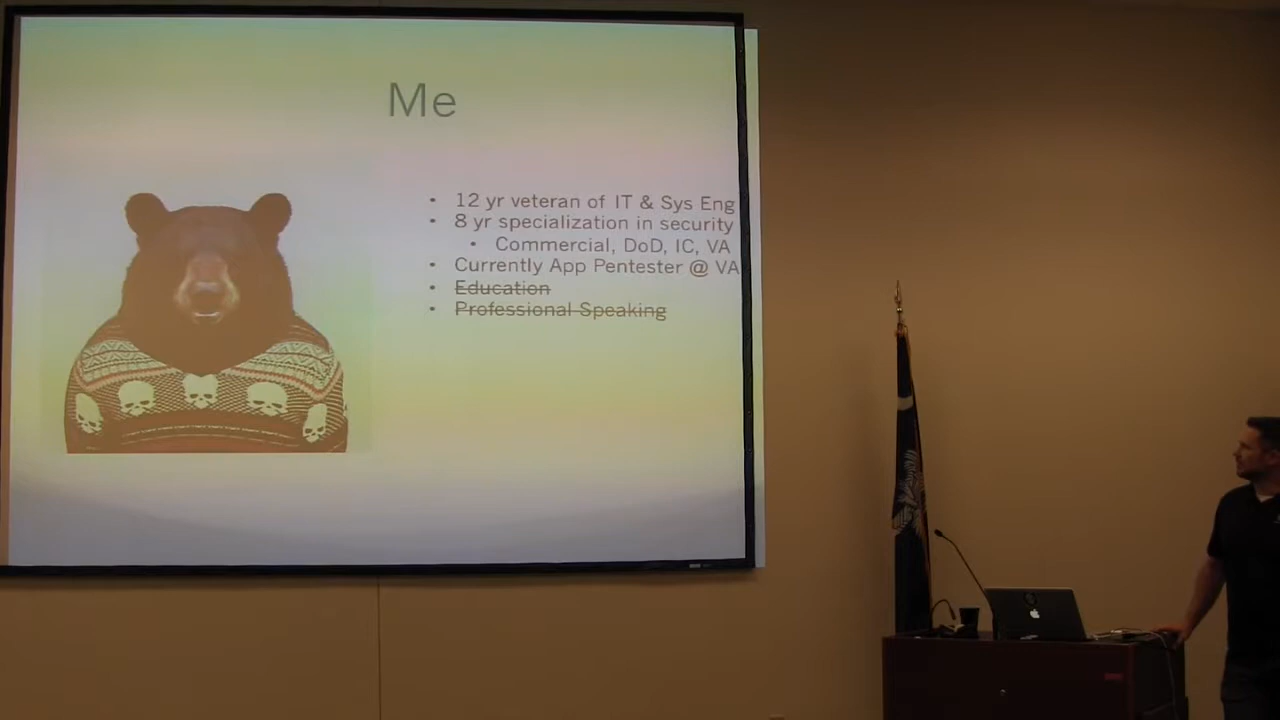 Me
12 yr veteran of IT & Sys Eng
8 yr specialization in security
Commercial, DoD, IC, VA
Currently App Pentester @ VA
Education
Professional Speaking